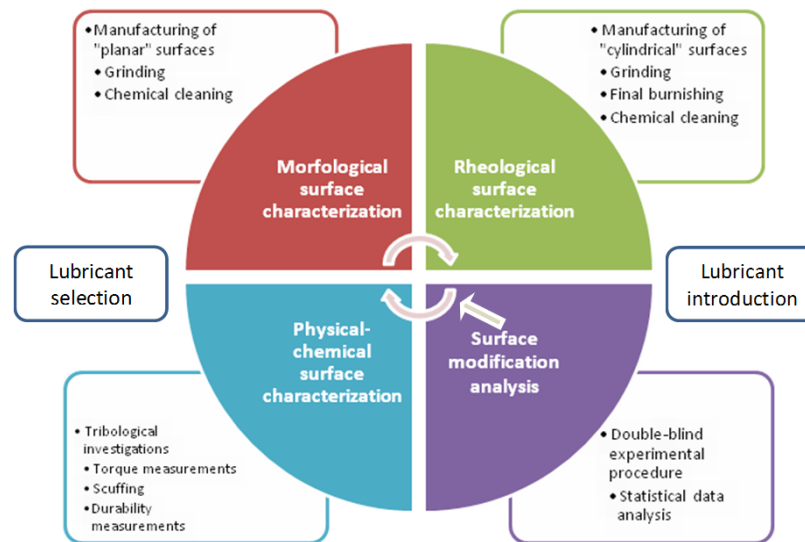 • Manufacturing of
"planar" surfaces
• Grinding
• Chemical cleaning
• Manufacturing of
"cylindrical" surfaces
• Grinding
• Final burnishing
• Chemical cleaning
Morfological
surface
characterization
Rheological
surface
characterization
Lubricant
selection
Lubricant
introduction
Physical-
chemical
surface
characterization
Surface
modification
analysis
• Tribological
investigations
• Torque measurements
• Scuffing
• Durability
measurements
• Double-blind
experimental
procedure
• Statistical data
analysis